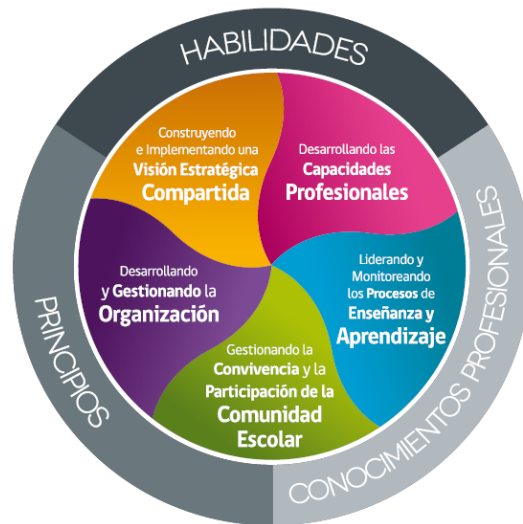 HABILIDADES
Construyendo
e Implementando una
Visión Estratégica
Compartida
Desarrollando las
Capacidades
Profesionales
Liderando y
Monitoreando
los Procesos de
Enseñanza y
Aprendizaje
Gestionando la
Convivencia y la
Participación de la
Comunidad
Escolar
Desarrollando
y Gestionando la
Organización
PRINCIPIOS
CONOCIMIENTOS PROFESIONALES